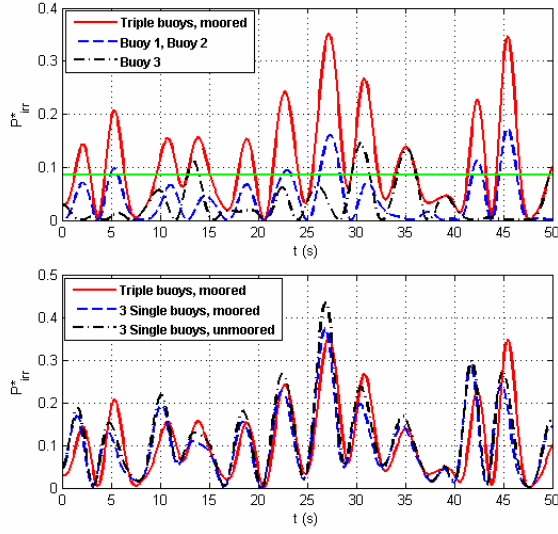 0.4
0.3
0.2
0.1
0
P*irr
Triple buoys, moored
Buoy 1, Buoy 2
Buoy 3
0 5 10 15 20 25 30 35 40 45 50
t (s)
0.5
0.4
0.3
0.2
0.1
0
P*irr
Triple buoys, moored
3 Single buoys, moored
3 Single buoys, unmoored
0 5 10 15 20 25 30 35 40 45 50
t (s)